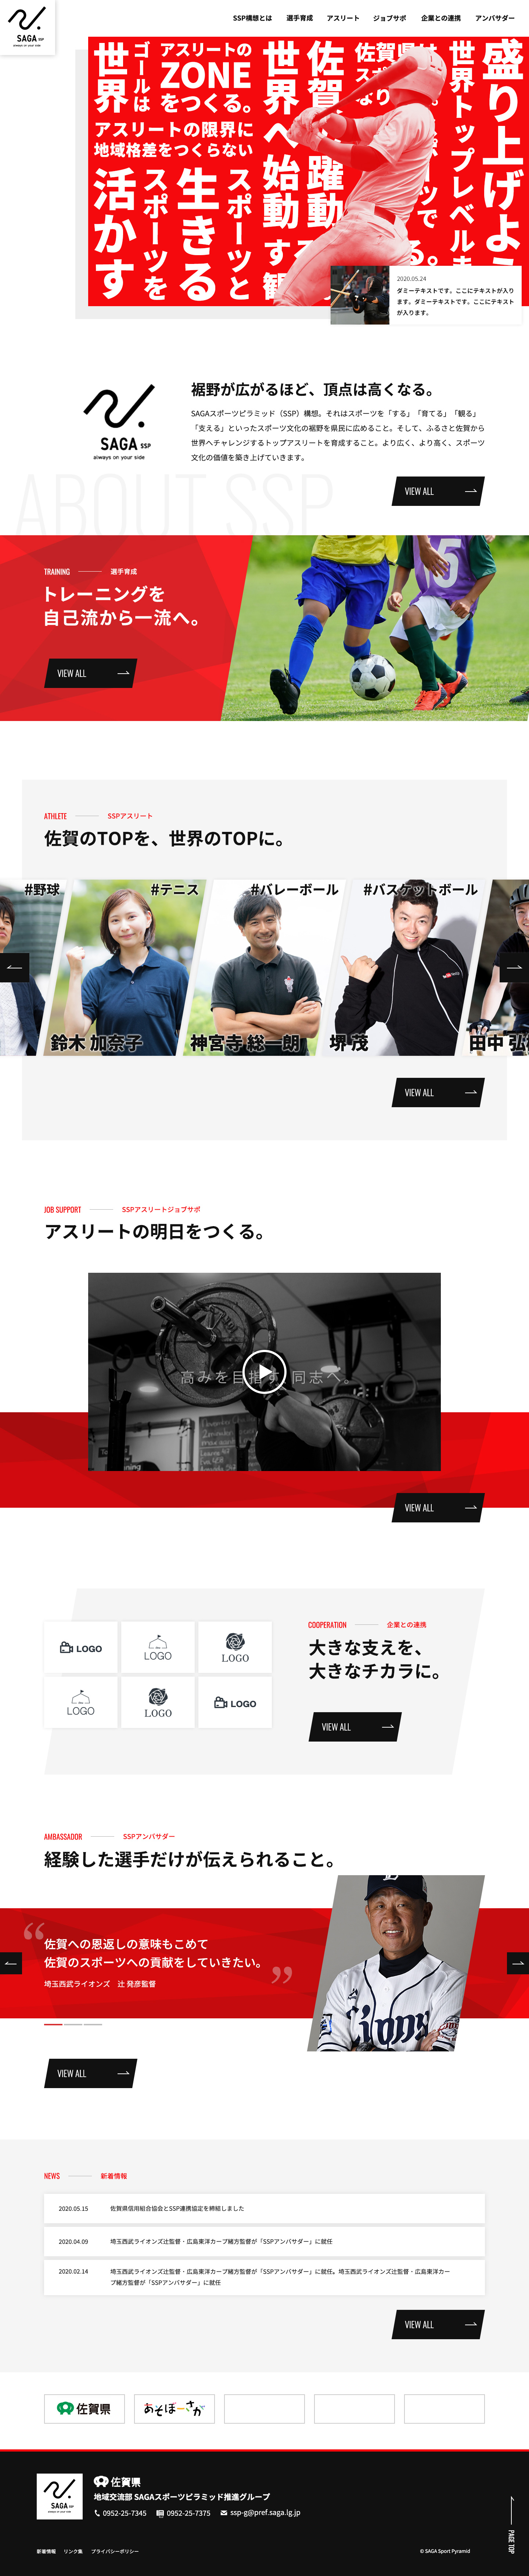 SAGA SSP
always on your side
SSP構想とは 選手育成 アスリート ジョブサポ 企業との連携 アンバサダー
世界
ゴールは
アスリートの
ZONE
をつくる。
アスリートの限界に
地域格差をつくらない
活かす
スポーツを
生きる
スポーツと
世界へ始動
佐賀
躍動
する
観
世界トップレベル
盛り上げよ
2020.05.24
ダミーテキストです。ここにテキストが入り
ます。ダミーテキストです。ここにテキスト
が入ります。
SAGA SSP
always on your side
裾野が広がるほど、頂点は高くなる。
SAGAスポーツピラミッド（SSP）構想。それはスポーツを「する」「育てる」「観る」
「支える」といったスポーツ文化の裾野を県民に広めること。そして、ふるさと佐賀から
世界へチャレンジするトップアスリートを育成すること。より広く、より高く、スポーツ
文化の価値を築き上げていきます。
ABOUT SSP
VIEW ALL
TRAINING 選手育成
トレーニングを
自己流から一流へ。
VIEW ALL
ATHLETE SSPアスリート
佐賀のTOPを、世界のTOPに。
#野球 #テニス #バレーボール #バスケットボール
鈴木 加奈子 神宮寺 総一朗 堺 茂 田中 弘
VIEW ALL
JOB SUPPORT SSPアスリートジョブサポ
アスリートの明日をつくる。
高みを目指す、同志へ。
VIEW ALL
LOGO LOGO LOGO
LOGO LOGO LOGO
COOPERATION 企業との連携
大きな支えを、
大きなチカラに。
VIEW ALL
AMBASSADOR SSPアンバサダー
経験した選手だけが伝えられること。
“
佐賀への恩返しの意味もこめて
佐賀のスポーツへの貢献をしていきたい。
”
埼玉西武ライオンズ 辻 発彦監督
Lions
VIEW ALL
NEWS 新着情報
2020.05.15 佐賀県信用組合協会とSSP連携協定を締結しました
2020.04.09 埼玉西武ライオンズ辻監督・広島東洋カープ緒方監督が「SSPアンバサダー」に就任
2020.02.14 埼玉西武ライオンズ辻監督・広島東洋カープ緒方監督が「SSPアンバサダー」に就任。埼玉西武ライオンズ辻監督・広島東洋カー
プ緒方監督が「SSPアンバサダー」に就任
VIEW ALL
佐賀県 あそぼーさが
SAGA SSP
always on your side
佐賀県
地域交流部 SAGAスポーツピラミッド推進グループ
0952-25-7345 0952-25-7375 ssp-g@pref.saga.lg.jp
PAGE TOP
新着情報 リンク集 プライバシーポリシー
© SAGA Sport Pyramid